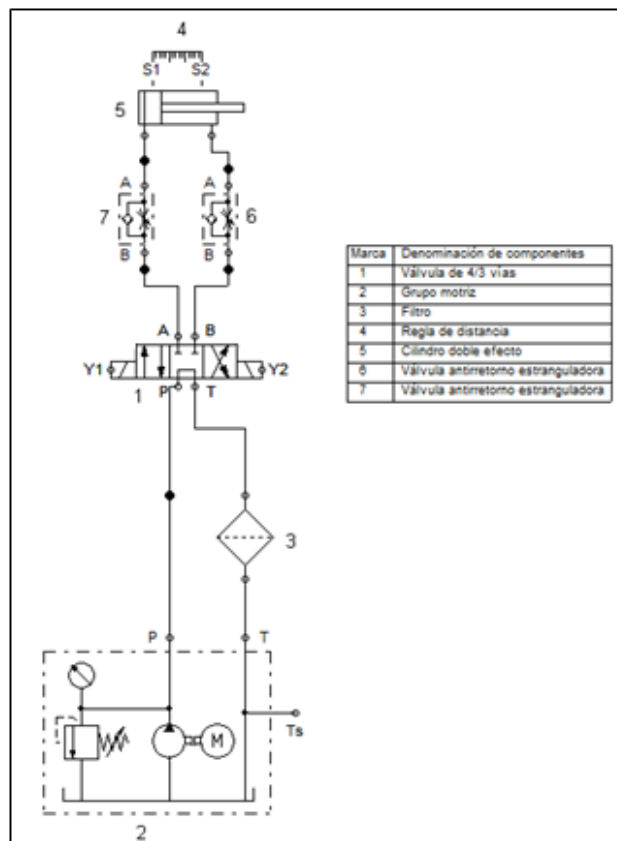 4
S1 S2
5
A A
7 6
B B
A B
Y1 Y2
1 P T
3
P T
M
Ts
2
Marca Denominación de componentes
1 Válvula de 4/3 vías
2 Grupo motriz
3 Filtro
4 Regla de distancia
5 Cilindro doble efecto
6 Válvula antirretorno estranguladora
7 Válvula antirretorno estranguladora